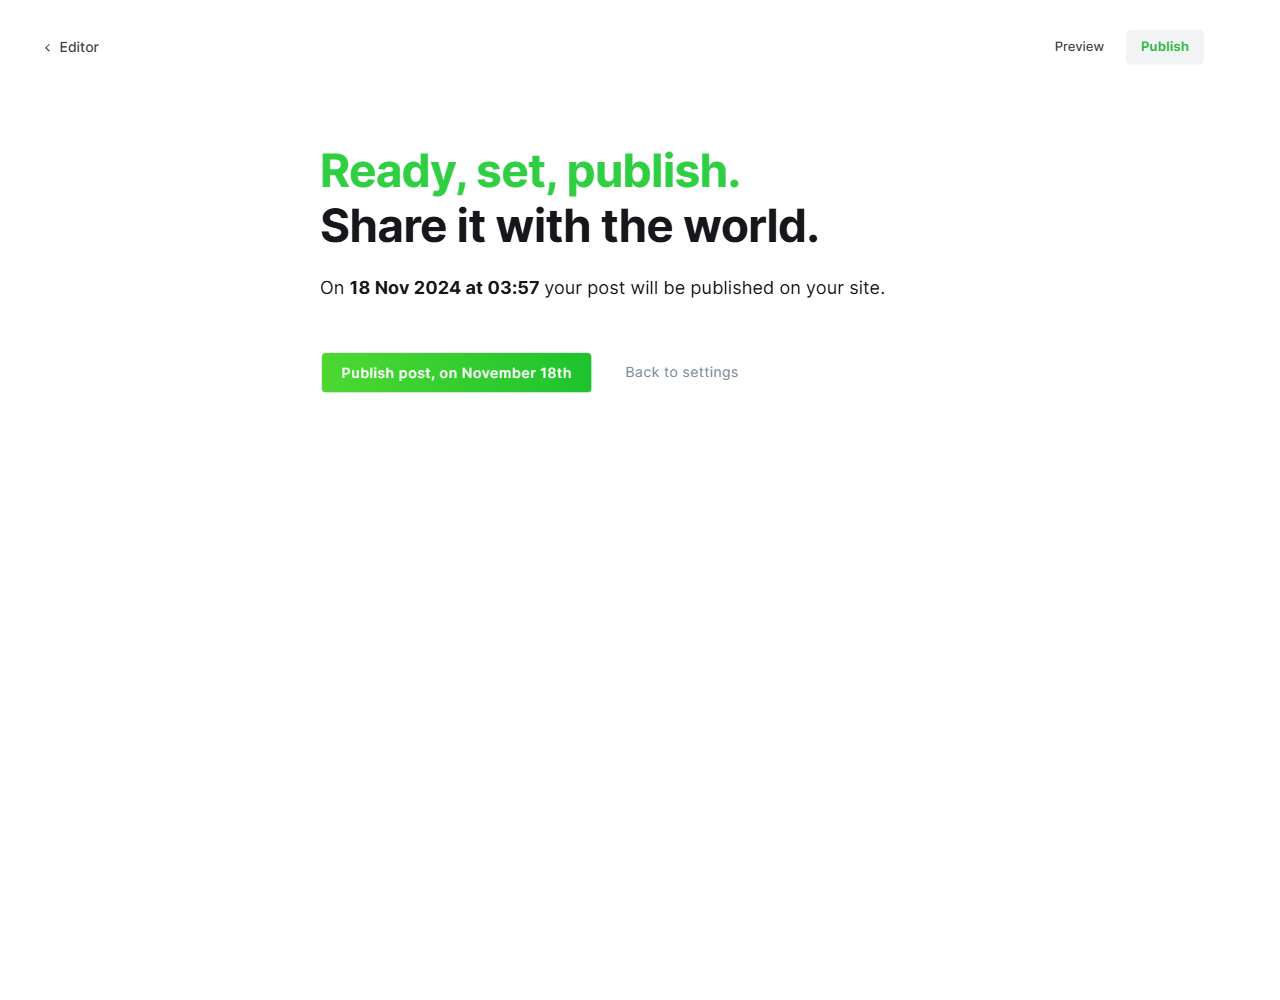 Editor
Preview
Publish
Ready, set, publish.
Share it with the world.
On 18 Nov 2024 at 03:57 your post will be published on your site.
Publish post, on November 18th
Back to settings